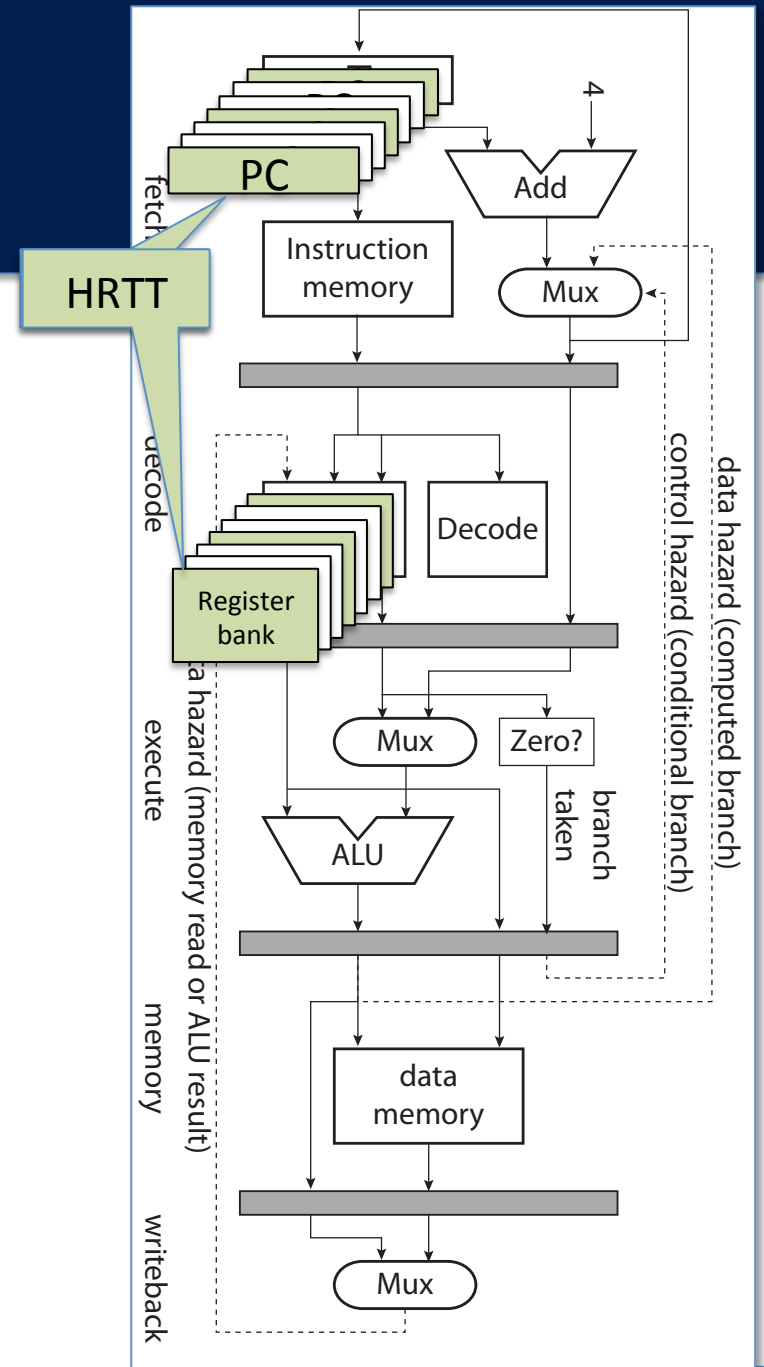 PC
4
Add
fetch
HRTT
Instruction
memory
Mux
decode
Decode
Register
bank
data hazard (computed branch)
control hazard (conditional branch)
hazard (memory read or ALU result)
execute
Mux
Zero?
branch
taken
ALU
memory
data
memory
writeback
Mux